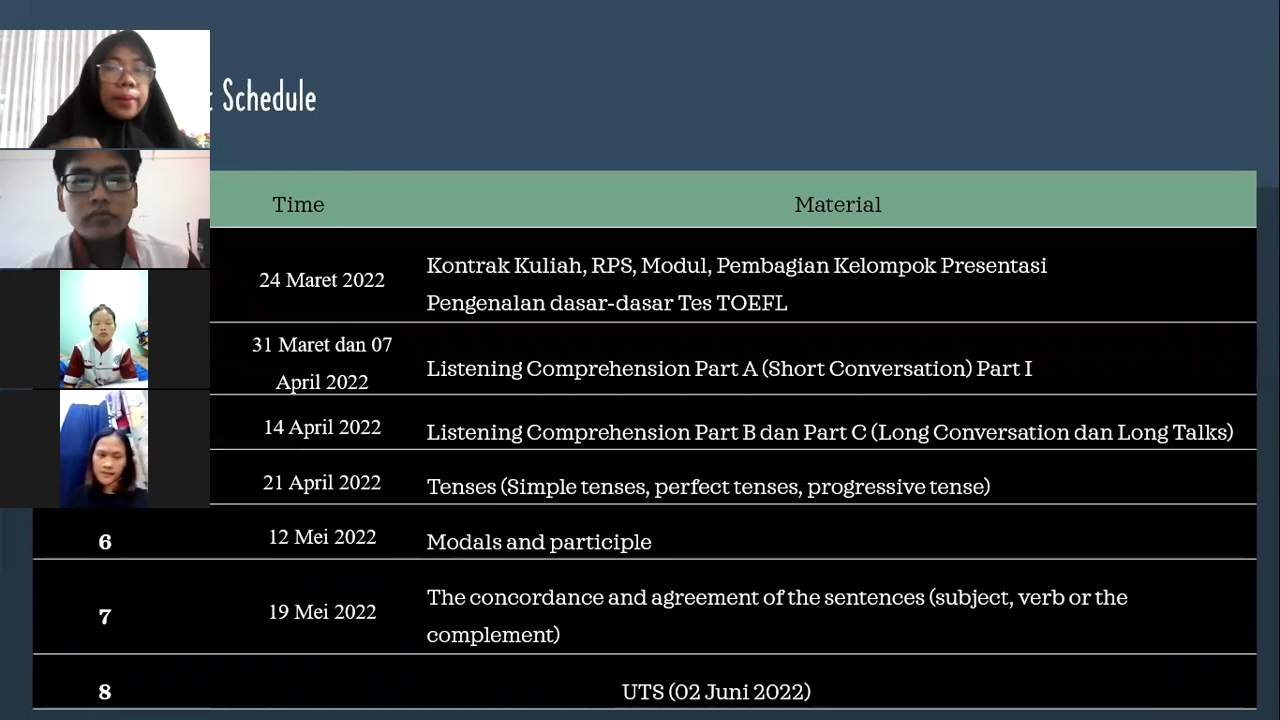 Schedule
Time Material
24 Maret 2022
Kontrak Kuliah, RPS, Modul, Pembagian Kelompok Presentasi
Pengenalan dasar-dasar Tes TOEFL
31 Maret dan 07
April 2022
Listening Comprehension Part A (Short Conversation) Part I
14 April 2022
Listening Comprehension Part B dan Part C (Long Conversation dan Long Talks)
21 April 2022
Tenses (Simple tenses, perfect tenses, progressive tense)
6
12 Mei 2022
Modals and participle
7
19 Mei 2022
The concordance and agreement of the sentences (subject, verb or the
complement)
8
UTS (02 Juni 2022)